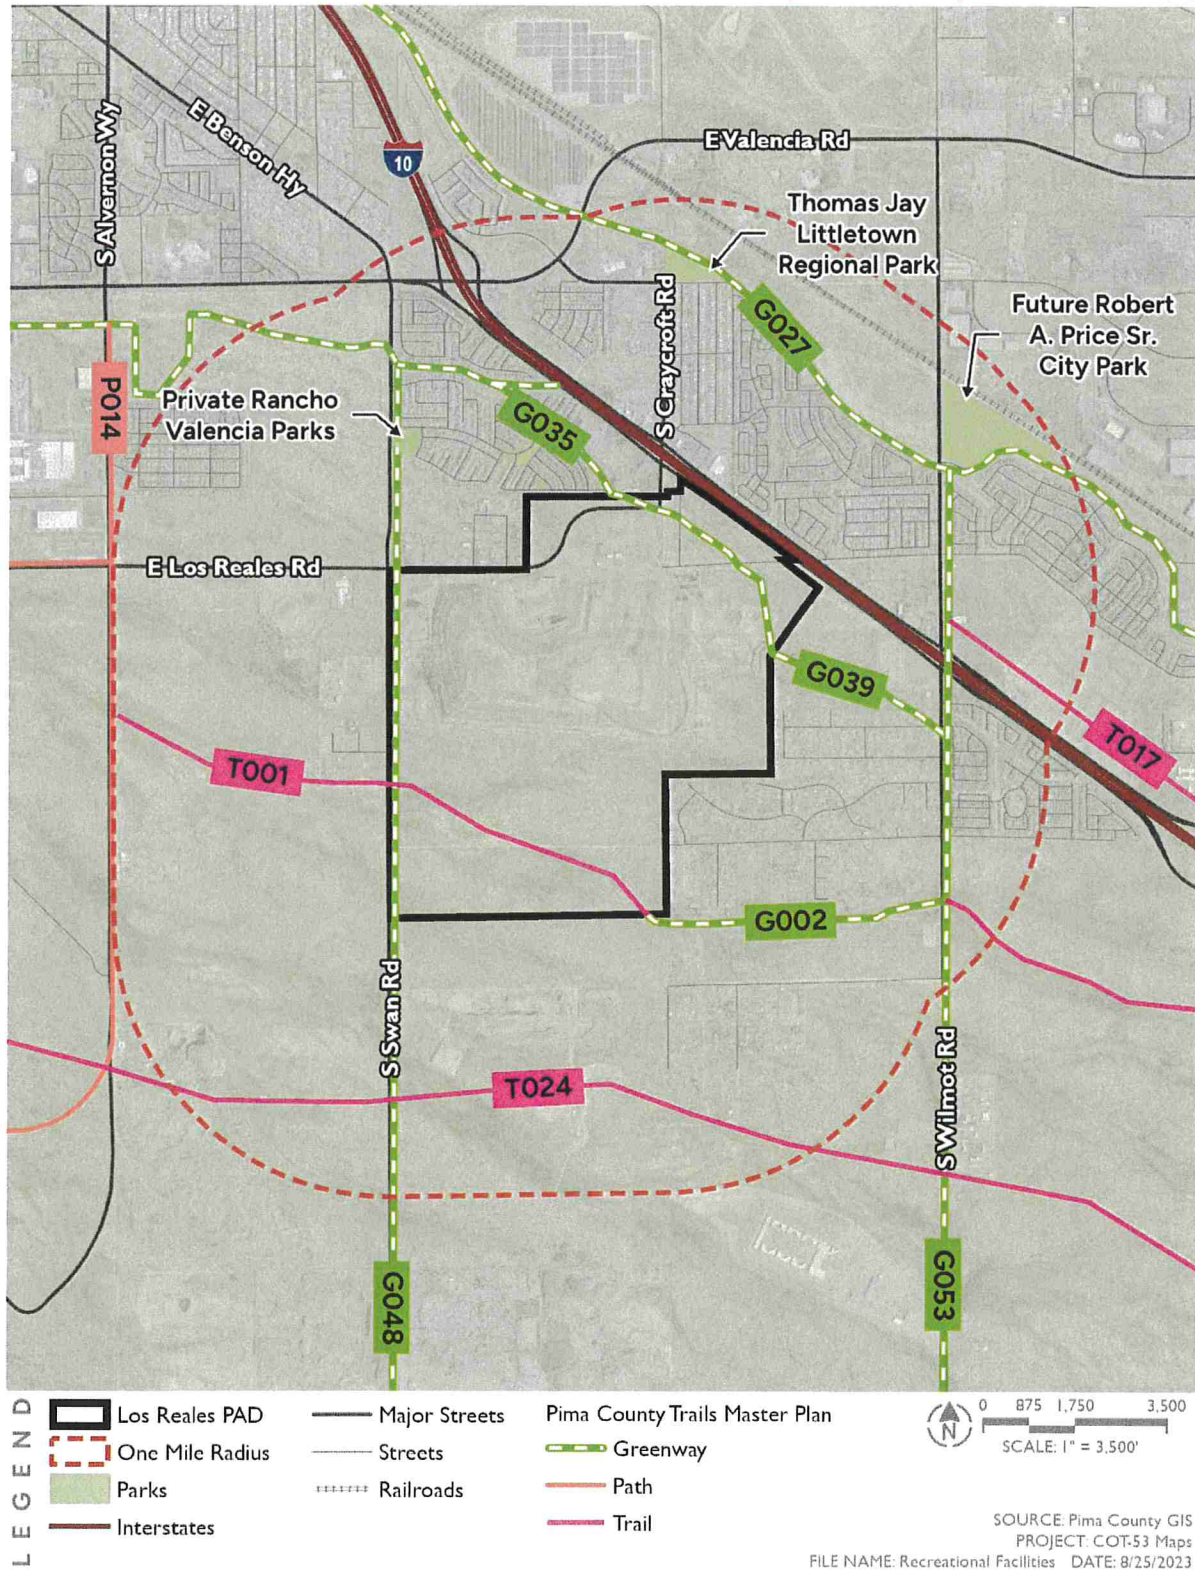 S Alvernon Wy
E Benson Hy
10
E Valencia Rd
Thomas Jay
Littletown
Regional Park
S Craycroft Rd
G027
Future Robert
A. Price Sr.
City Park
P014
Private Rancho
Valencia Parks
G035
E Los Reales Rd
G039
T001
T017
G002
S Swan Rd
T024
S Wilmot Rd
G048
G053
LEGEND
Los Reales PAD
One Mile Radius
Parks
Interstates
Major Streets
Streets
Railroads
Pima County Trails Master Plan
Greenway
Path
Trail
N
0 875 1,750 3,500
SCALE: 1" = 3,500'
SOURCE: Pima County GIS
PROJECT: COT-53 Maps
FILE NAME: Recreational Facilities DATE: 8/25/2023